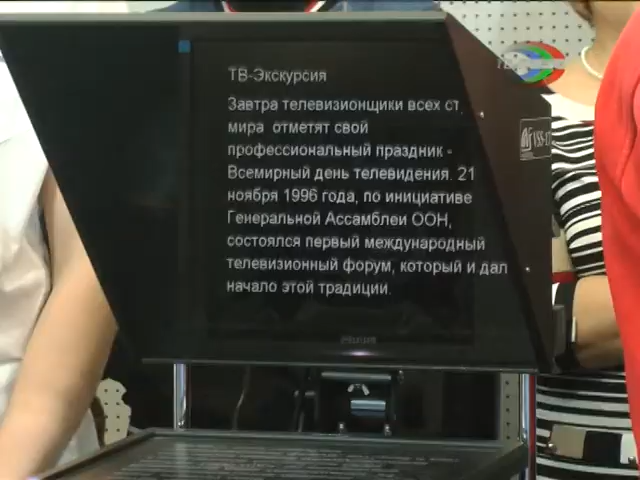 ТВ-Экскурсия
Завтра телевизионщики всех ст
мира отметят свой
профессиональный праздник -
Всемирный день телевидения. 21
ноября 1996 года, по инициативе
Генеральной Ассамблеи ООН,
состоялся первый международный
телевизионный форум, который и дал
начало этой традиции.